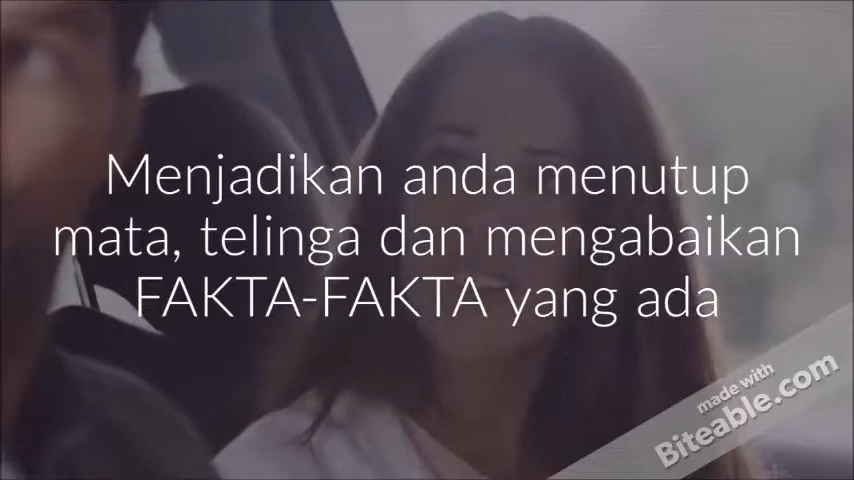 Menjadikan anda menutup
mata, telinga dan mengabaikan
FAKTA-FAKTA yang ada
made with
Biteable.com